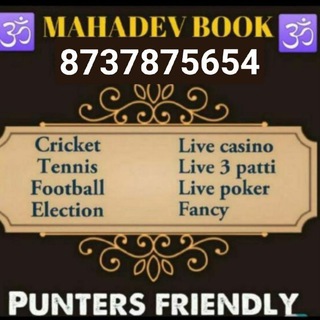 🕉 MAHADEV BOOK 🕉
8737875654
Cricket
Tennis
Football
Election
Live casino
Live 3 patti
Live poker
Fancy
PUNTERS FRIENDLY